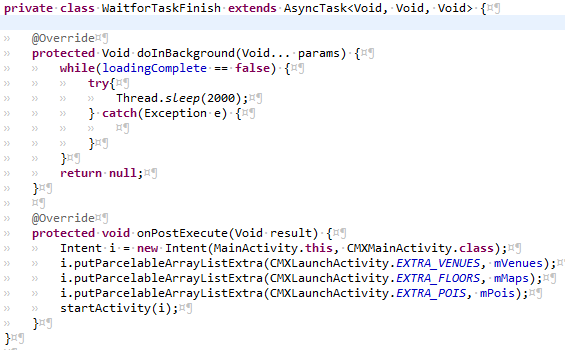 private class WaitforTaskFinish extends AsyncTask<Void, Void, Void> {
@Override
protected Void doInBackground(Void... params) {
while(loadingComplete == false) {
try{
Thread.sleep(2000);
} catch(Exception e) {
}
}
return null;
}
@Override
protected void onPostExecute(Void result) {
Intent i = new Intent(MainActivity.this, CMXMainActivity.class);
i.putParcelableArrayListExtra(CMXLaunchActivity.EXTRA_VENUES, mVenues);
i.putParcelableArrayListExtra(CMXLaunchActivity.EXTRA_FLOORS, mMaps);
i.putParcelableArrayListExtra(CMXLaunchActivity.EXTRA_POIS, mPois);
startActivity(i);
}
}